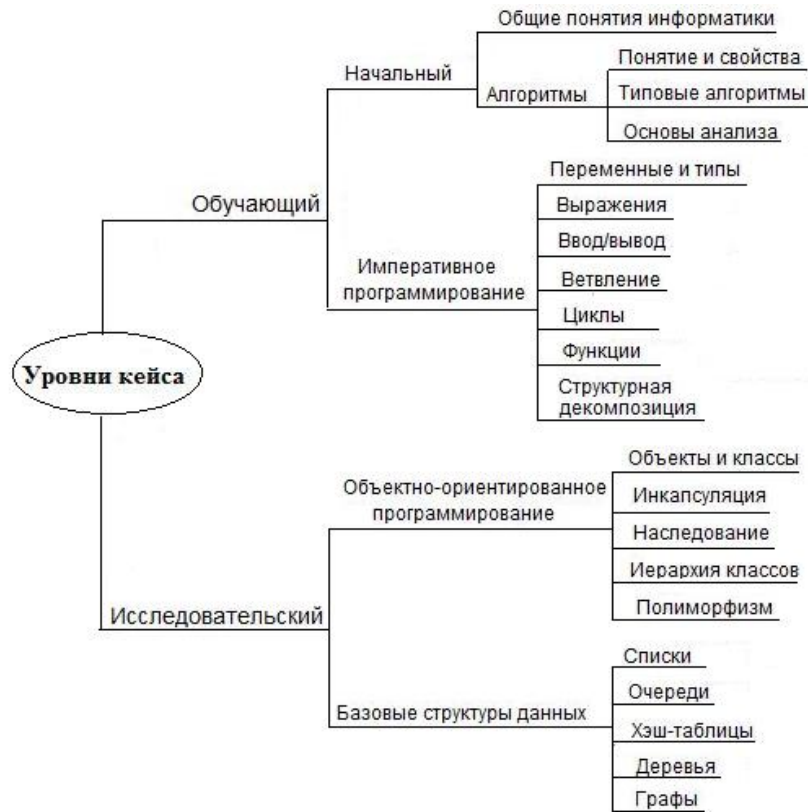 Общие понятия информатики
Начальный
Понятие и свойства
Алгоритмы
Типовые алгоритмы
Основы анализа
Обучающий
Переменные и типы
Выражения
Ввод/вывод
Императивное
программирование
Ветвление
Циклы
Функции
Структурная
декомпозиция
Уровни кейса
Объекты и классы
Объектно-ориентированное
программирование
Инкапсуляция
Наследование
Иерархия классов
Полиморфизм
Исследовательский
Списки
Очереди
Базовые структуры данных
Хэш-таблицы
Деревья
Графы